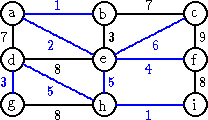 a 1 b 7 c
7 2 3 6 9
d 8 e 4 f
3 5 5 8
g 8 h 1 i